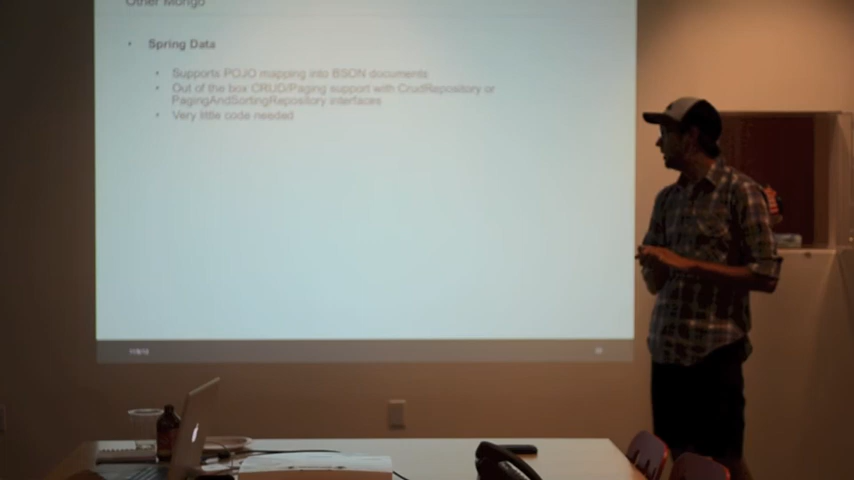 Other Mongo
• Spring Data
• Supports POJO mapping into BSON documents
• Out of the box CRUD/Paging support with CrudRepository or
PagingAndSortingRepository interfaces
• Very little code needed